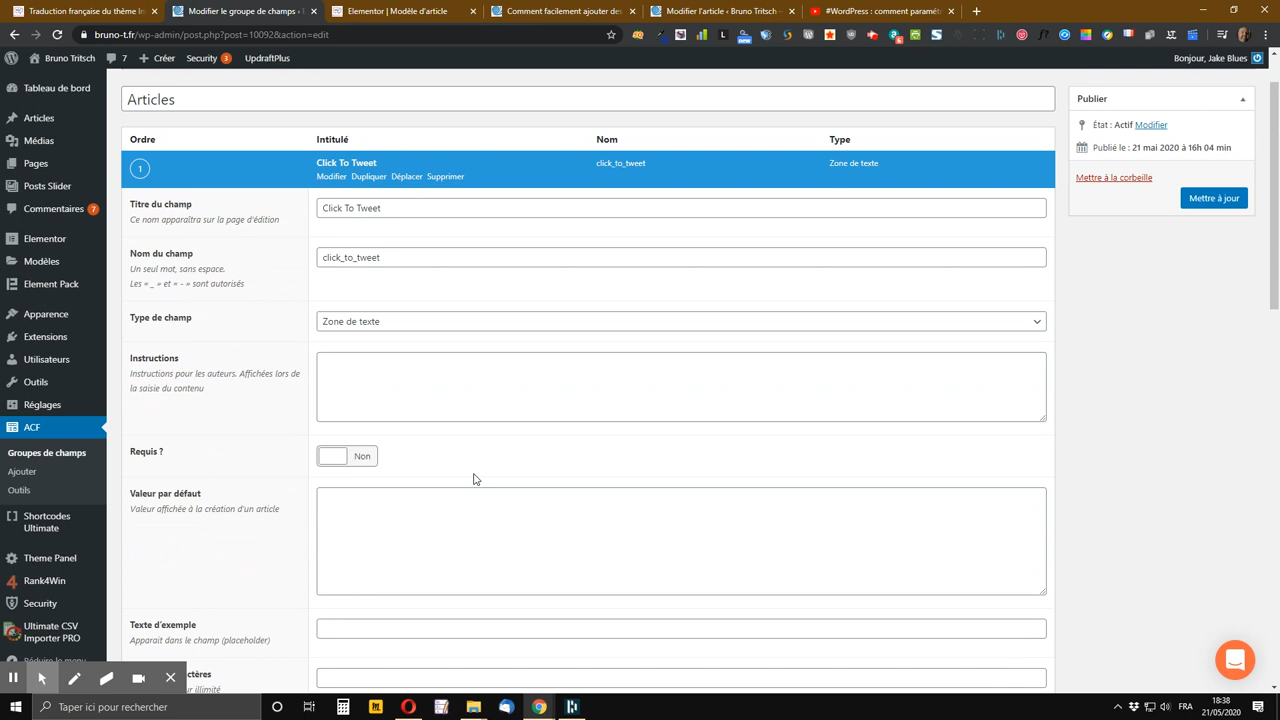 Traduction française du thème
Modifier le groupe de champs ‹
Elementor | Modèle d'article
Comment facilement ajouter des
Modifier l'article ‹ Bruno Tritsch –
#WordPress : comment paramét
bruno-t.fr/wp-admin/post.php?post=10092&action=edit
Bruno Tritsch
7
Créer
Security
3
UpdraftPlus
Bonjour, Jake Blues
Tableau de bord
Articles
Médias
Pages
Posts Slider
Commentaires
7
Elementor
Modèles
Element Pack
Apparence
Extensions
Utilisateurs
Outils
Réglages
ACF
Groupes de champs
Ajouter
Outils
Shortcodes
Ultimate
Theme Panel
Rank4Win
Security
Ultimate CSV
Importer PRO
Réduire le menu
Articles
Ordre
Intitulé
Nom
Type
1
Click To Tweet
click_to_tweet
Zone de texte
Modifier
Dupliquer
Déplacer
Supprimer
Titre du champ
Ce nom apparaîtra sur la page d'édition
Click To Tweet
Nom du champ
Un seul mot, sans espace.
Les « _ » et « - » sont autorisés
click_to_tweet
Type de champ
Zone de texte
Instructions
Instructions pour les auteurs. Affichées lors de
la saisie du contenu
Requis ?
Non
Valeur par défaut
Valeur affichée à la création d'un article
Texte d'exemple
Apparait dans le champ (placeholder)
actères
ur illimité
Publier
État : Actif Modifier
Publié le : 21 mai 2020 à 16h 04 min
Mettre à la corbeille
Mettre à jour
Taper ici pour rechercher
FRA
18:38
21/05/2020